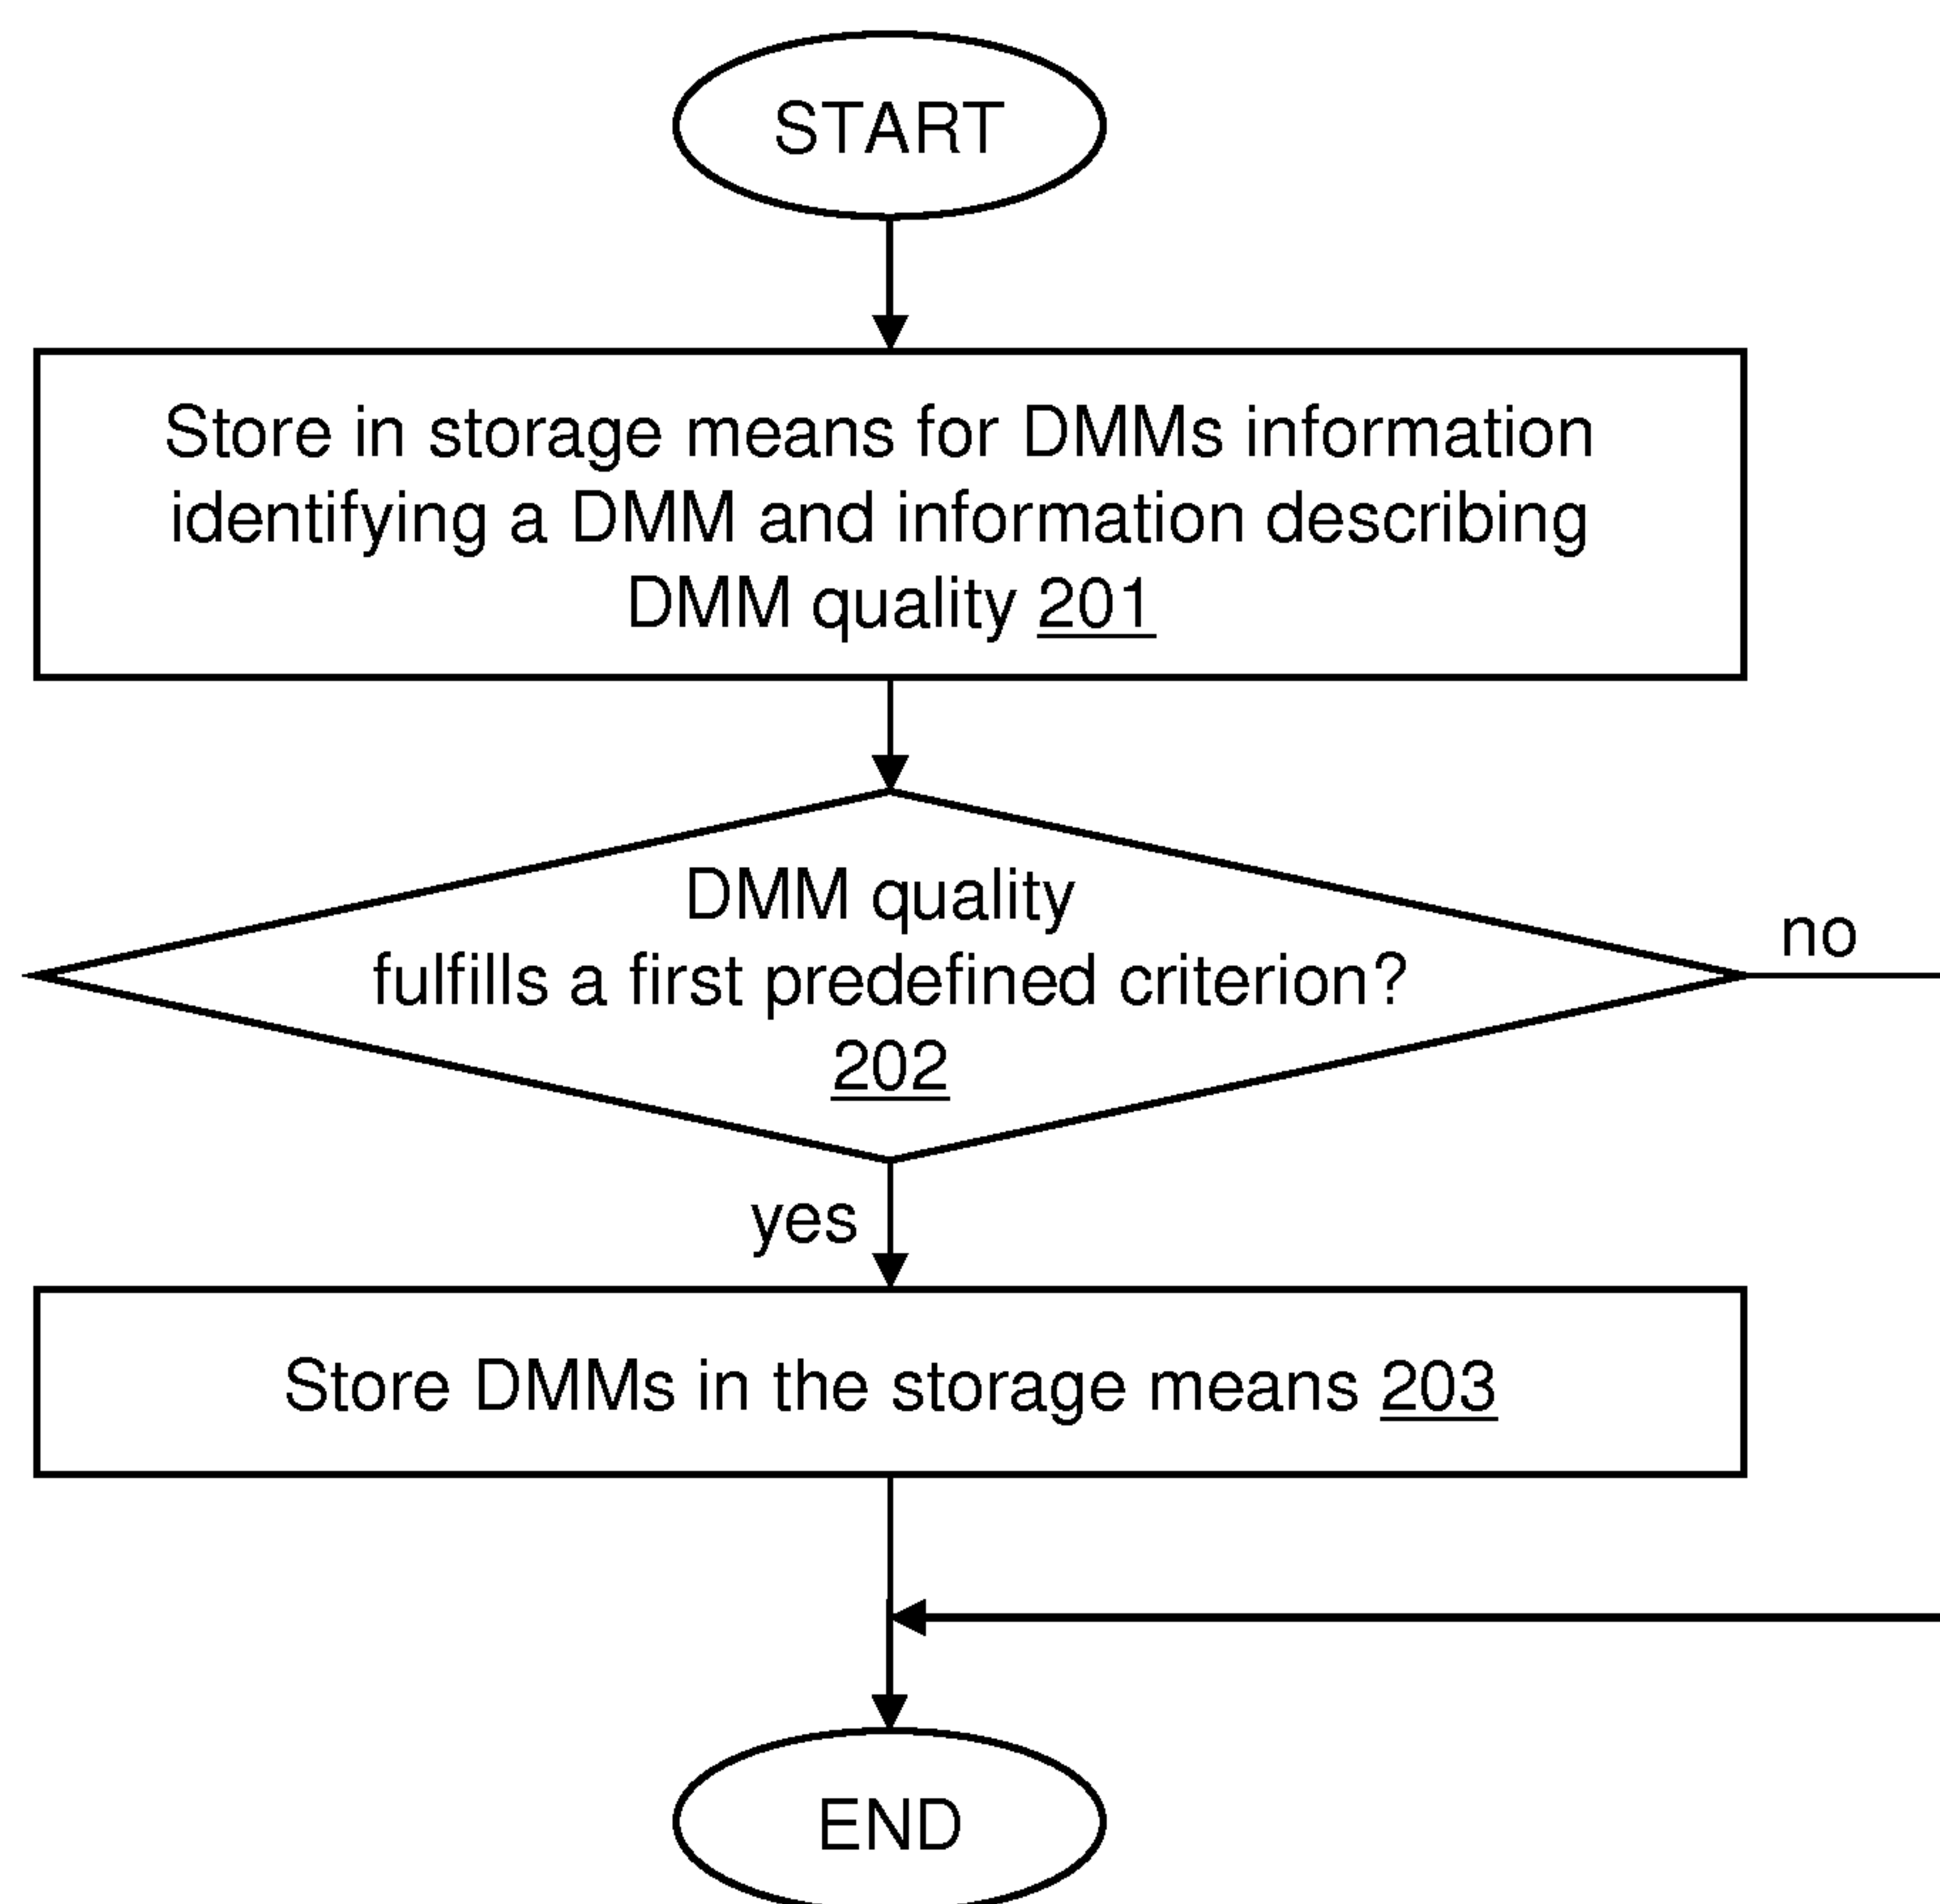 START
Store in storage means for DMMs information
identifying a DMM and information describing
DMM quality 201
DMM quality
fulfills a first predefined criterion?
202
no
yes
Store DMMs in the storage means 203
END